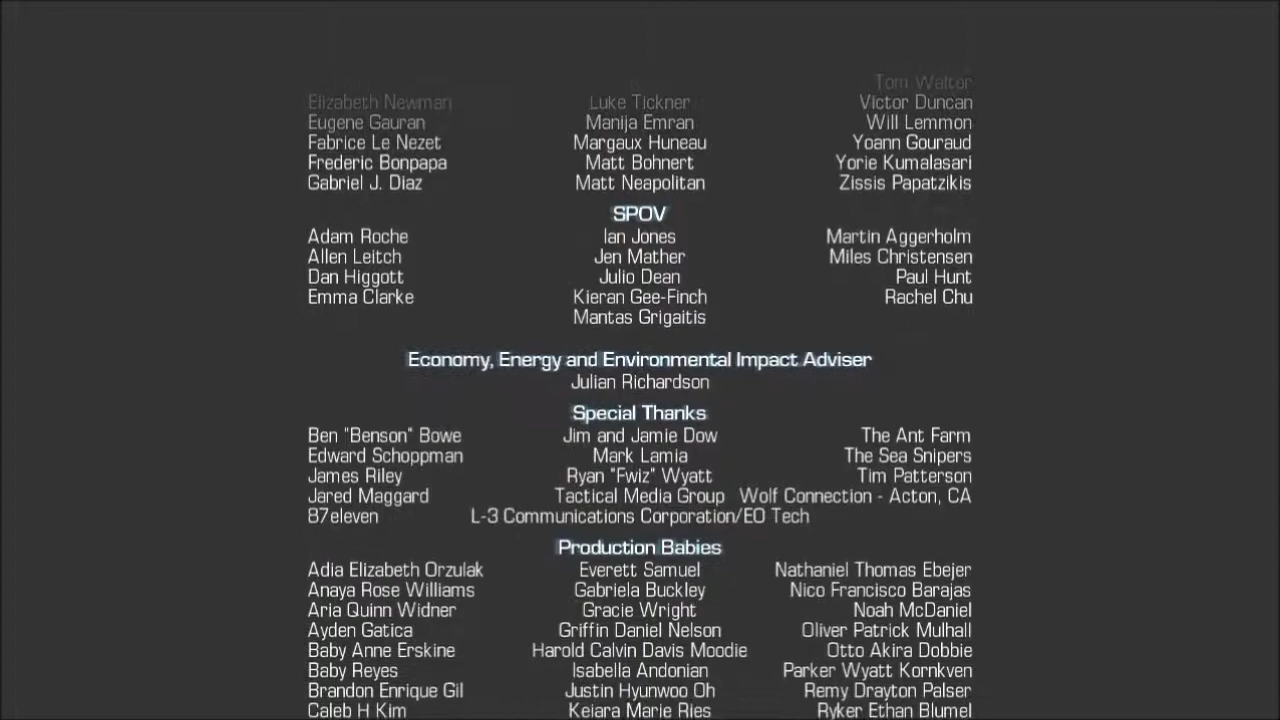 Tom Walter
Elizabeth Newman Luke Tickner Victor Duncan
Eugene Gauran Manija Emran Will Lemmon
Fabrice Le Nezet Margaux Huneau Yoann Gouraud
Frederic Bonpapa Matt Bohnert Yorie Kumalasari
Gabriel J. Diaz Matt Neapolitan Zissis Papatzikis
SPOV
Adam Roche Ian Jones Martin Aggerholm
Allen Leitch Jen Mather Miles Christensen
Dan Higgott Julio Dean Paul Hunt
Emma Clarke Kieran Gee-Finch Rachel Chu
Mantas Grigaitis
Economy, Energy and Environmental Impact Adviser
Julian Richardson
Special Thanks
Ben "Benson" Bowe Jim and Jamie Dow The Ant Farm
Edward Schoppman Mark Lamia The Sea Snipers
James Riley Ryan "Fwiz" Wyatt Tim Patterson
Jared Maggard Tactical Media Group Wolf Connection - Acton, CA
87eleven L-3 Communications Corporation/EO Tech
Production Babies
Adia Elizabeth Orzulak Everett Samuel Nathaniel Thomas Ebejer
Anaya Rose Williams Gabriela Buckley Nico Francisco Barajas
Aria Quinn Widner Gracie Wright Noah McDaniel
Ayden Gatica Griffin Daniel Nelson Oliver Patrick Mulhall
Baby Anne Erskine Harold Calvin Davis Moodie Otto Akira Dobbie
Baby Reyes Isabella Andonian Parker Wyatt Kornkven
Brandon Enrique Gil Justin Hyunwoo Oh Remy Drayton Palser
Caleb H Kim Keiara Marie Ries Ryker Ethan Blumel